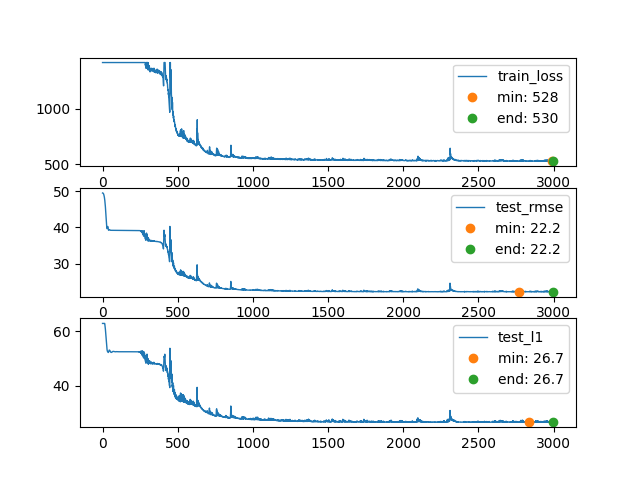 train_loss
min: 528
end: 530
1000
500
0 500 1000 1500 2000 2500 3000
test_rmse
min: 22.2
end: 22.2
50
40
30
0 500 1000 1500 2000 2500 3000
test_l1
min: 26.7
end: 26.7
60
40
0 500 1000 1500 2000 2500 3000